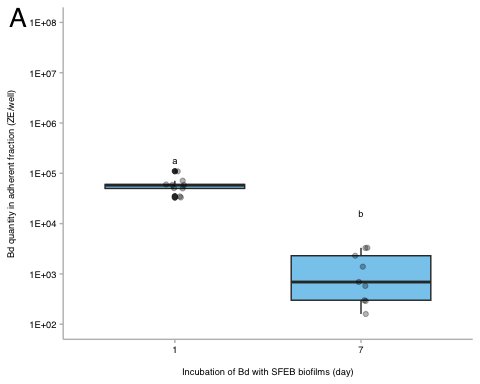 A
1E+08
1E+07
1E+06
1E+05
1E+04
1E+03
1E+02
Bd quantity in adherent fraction (ZE/well)
a
b
1
7
Incubation of Bd with SFEB biofilms (day)